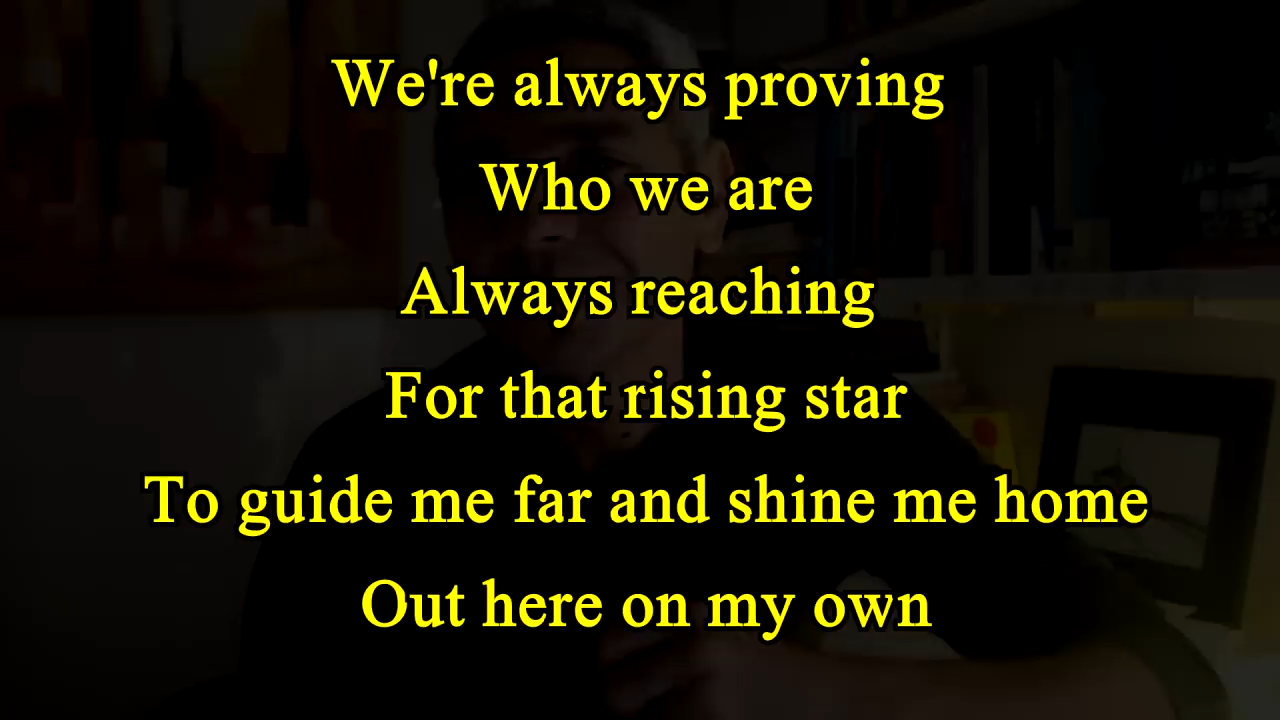 We're always proving
Who we are
Always reaching
For that rising star
To guide me far and shine me home
Out here on my own